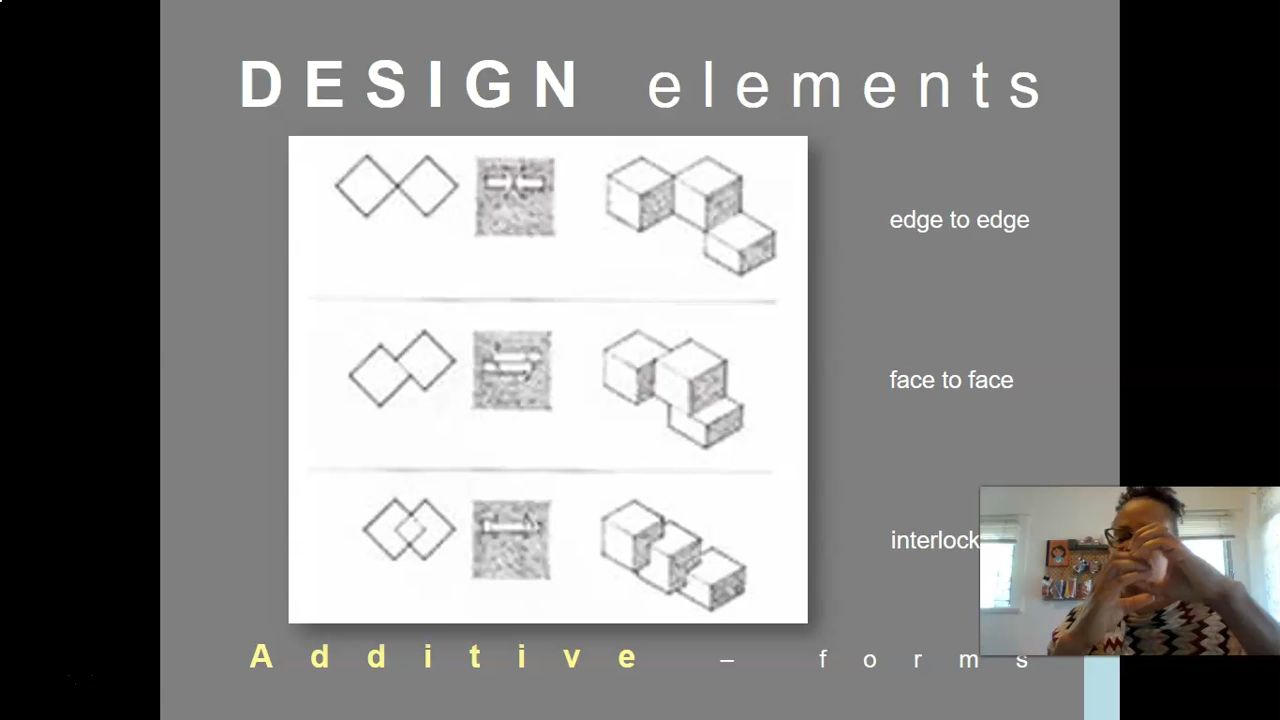 DESIGN elements
edge to edge
face to face
interlock
Additive – forms